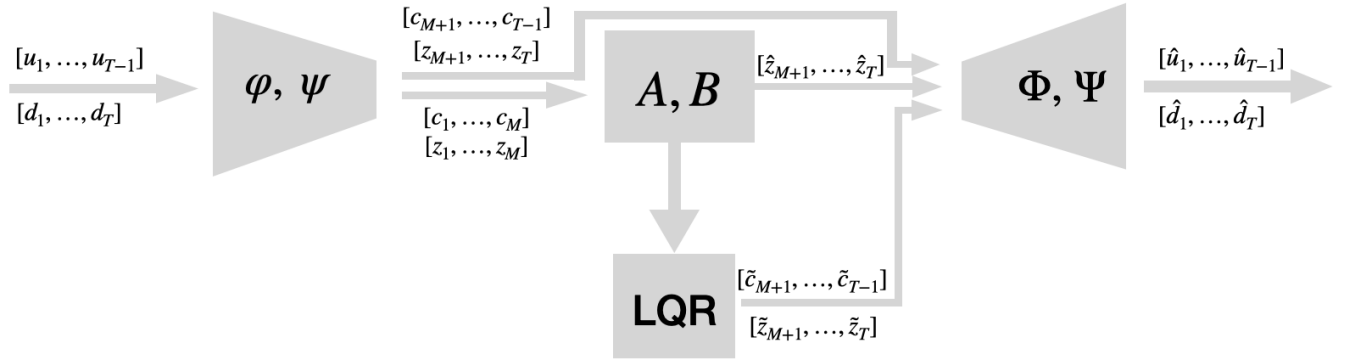 [u_1, …, u_{T−1}]
[d_1, …, d_T]
φ, ψ
[c_{M+1}, …, c_{T−1}]
[z_{M+1}, …, z_T]
[c_1, …, c_M]
[z_1, …, z_M]
A, B
[ẑ_{M+1}, …, ẑ_T]
LQR
[c̃_{M+1}, …, c̃_{T−1}]
[z̃_{M+1}, …, z̃_T]
Φ, Ψ
[û_1, …, û_{T−1}]
[d̂_1, …, d̂_T]